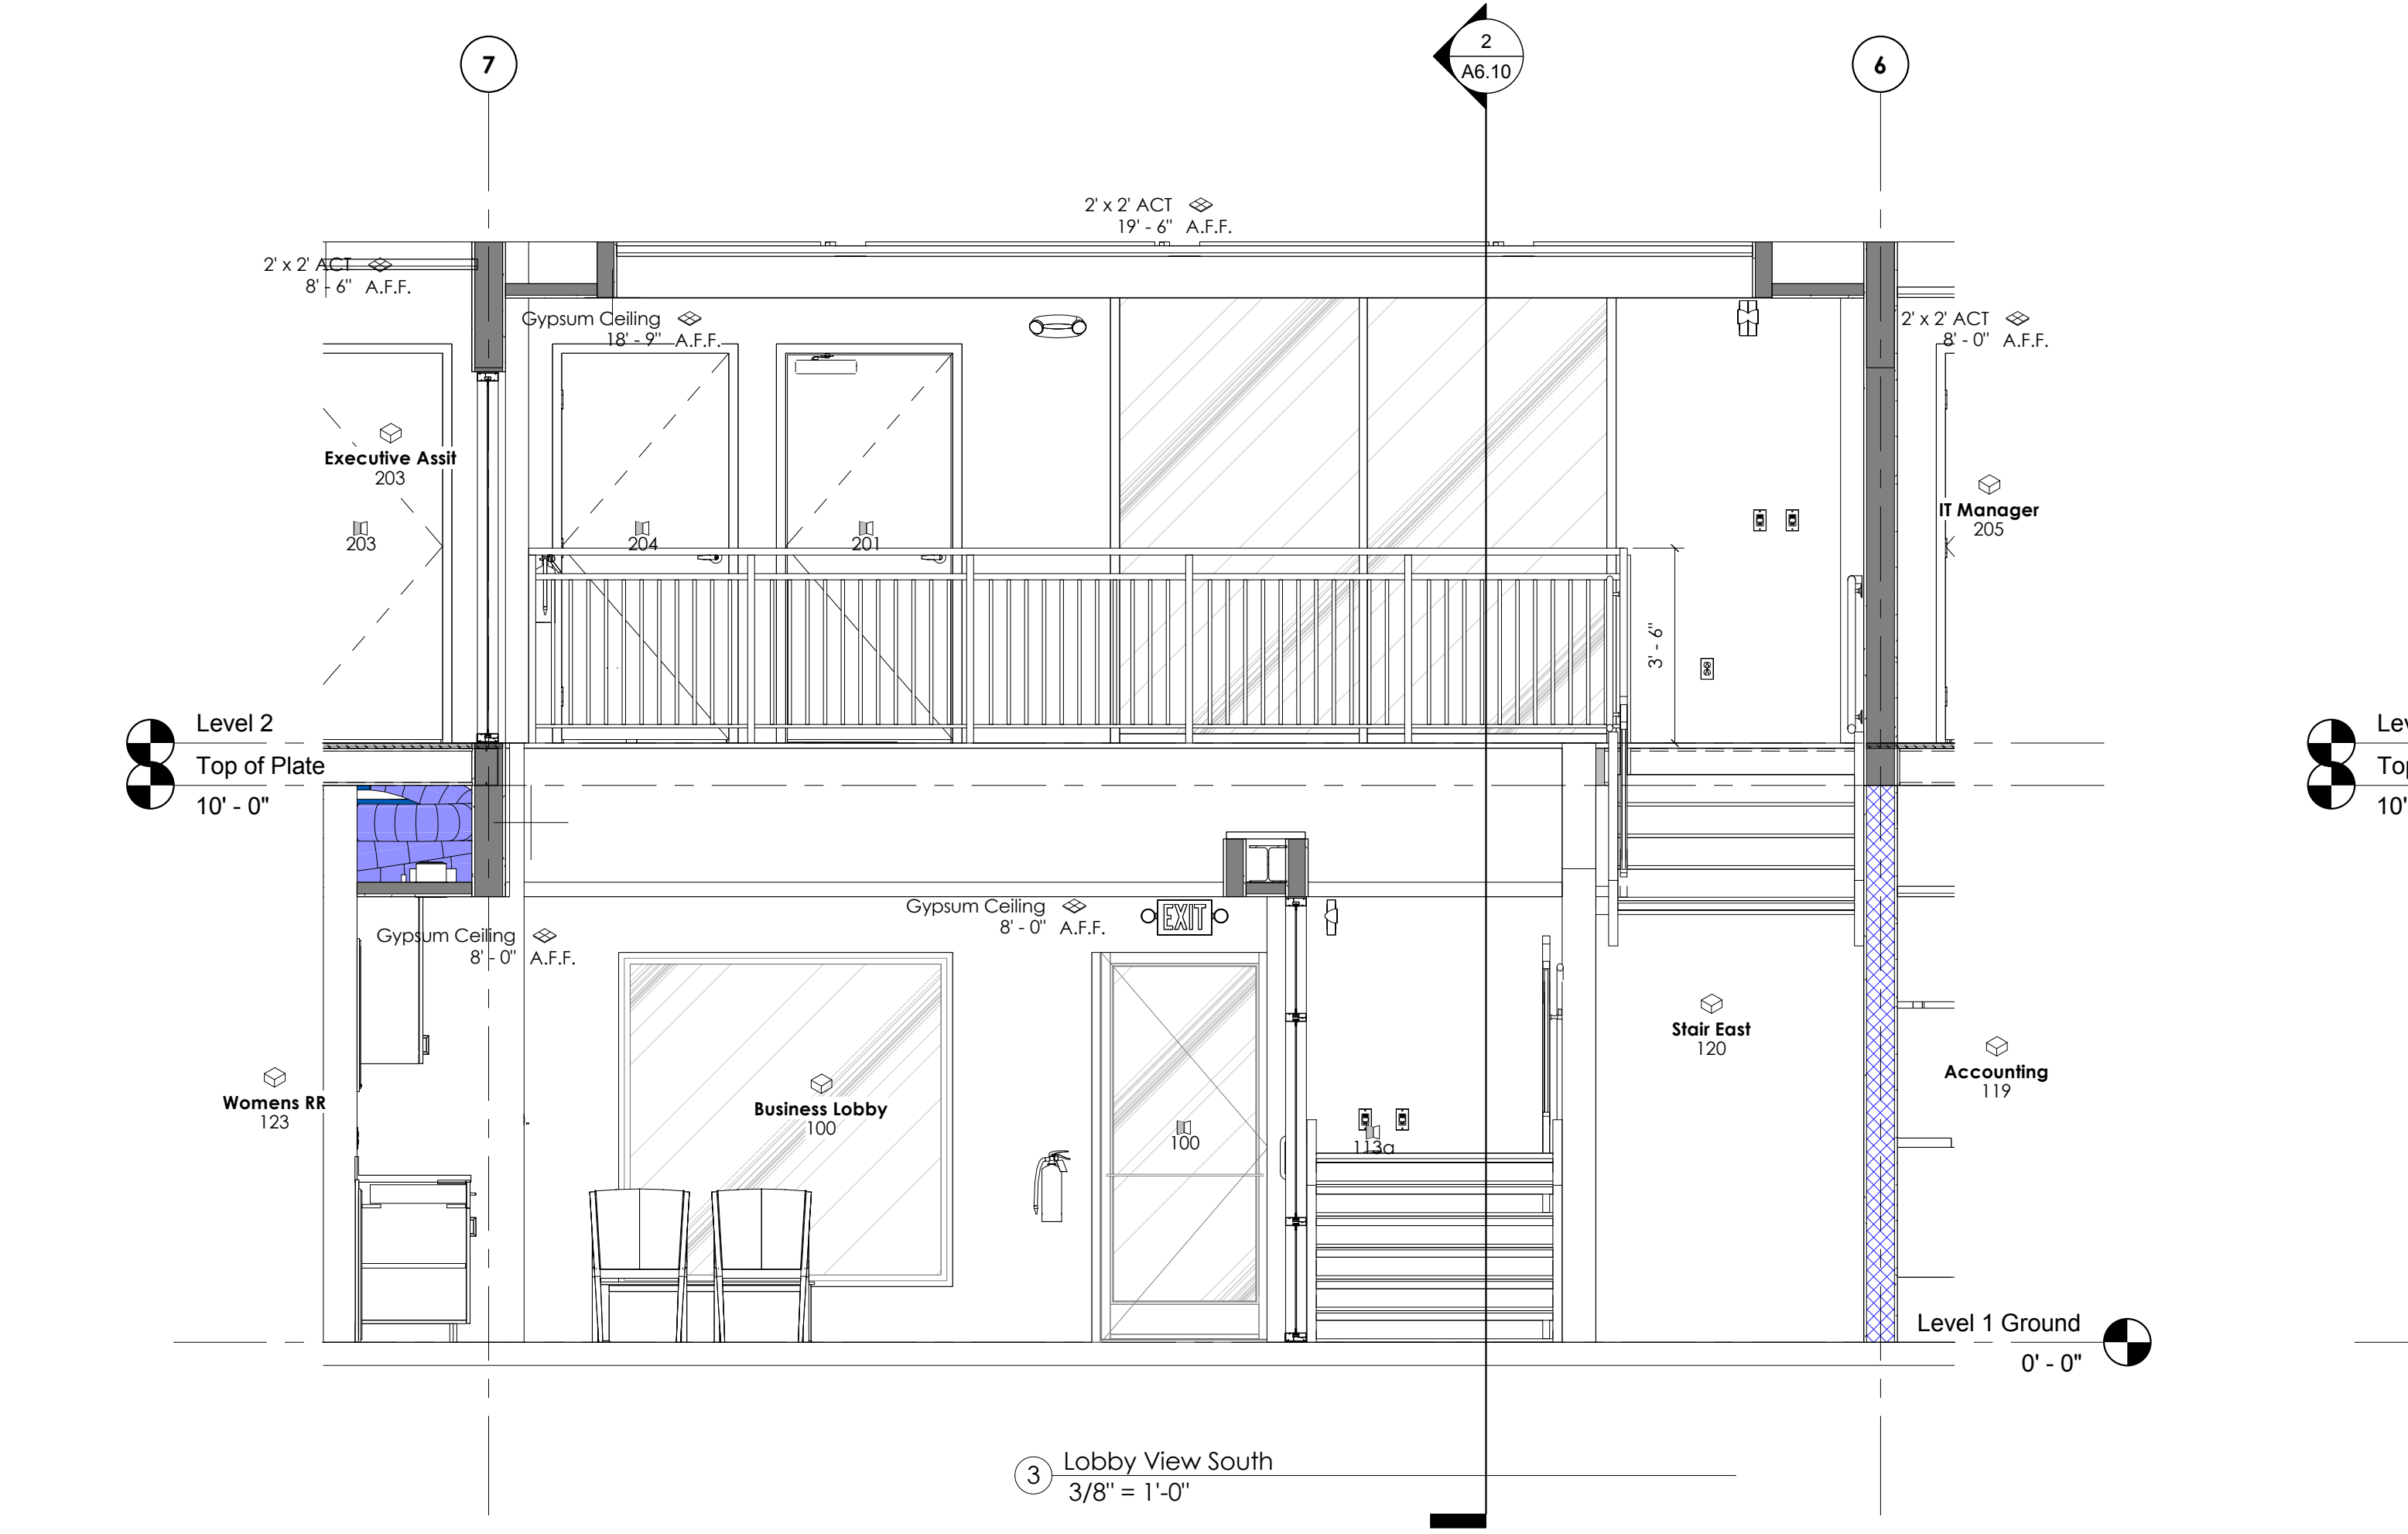 7
2
A6.10
6
2' x 2' ACT
19' - 6" A.F.F.
2' x 2' ACT
8' - 6" A.F.F.
Gypsum Ceiling
18' - 9" A.F.F.
2' x 2' ACT
8' - 0" A.F.F.
Executive Assit
203
203
204
201
IT Manager
205
3' - 6"
Level 2
Top of Plate
10' - 0"
Lev
Top
10'
Gypsum Ceiling
8' - 0" A.F.F.
EXIT
Gypsum Ceiling
8' - 0" A.F.F.
Stair East
120
Accounting
119
Womens RR
123
Business Lobby
100
100
113a
Level 1 Ground
0' - 0"
3
Lobby View South
3/8" = 1'-0"